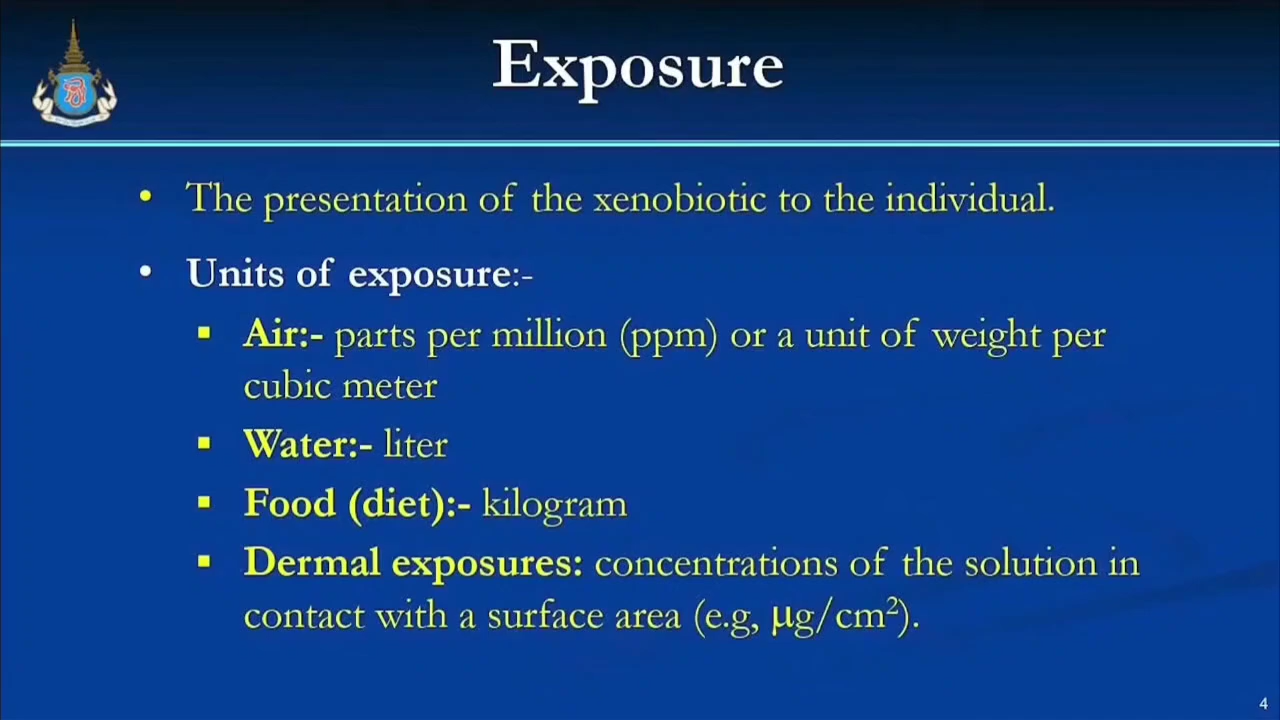 Exposure
• The presentation of the xenobiotic to the individual.
• Units of exposure:-
▪ Air:- parts per million (ppm) or a unit of weight per
cubic meter
▪ Water:- liter
▪ Food (diet):- kilogram
▪ Dermal exposures: concentrations of the solution in
contact with a surface area (e.g, μg/cm²).
4